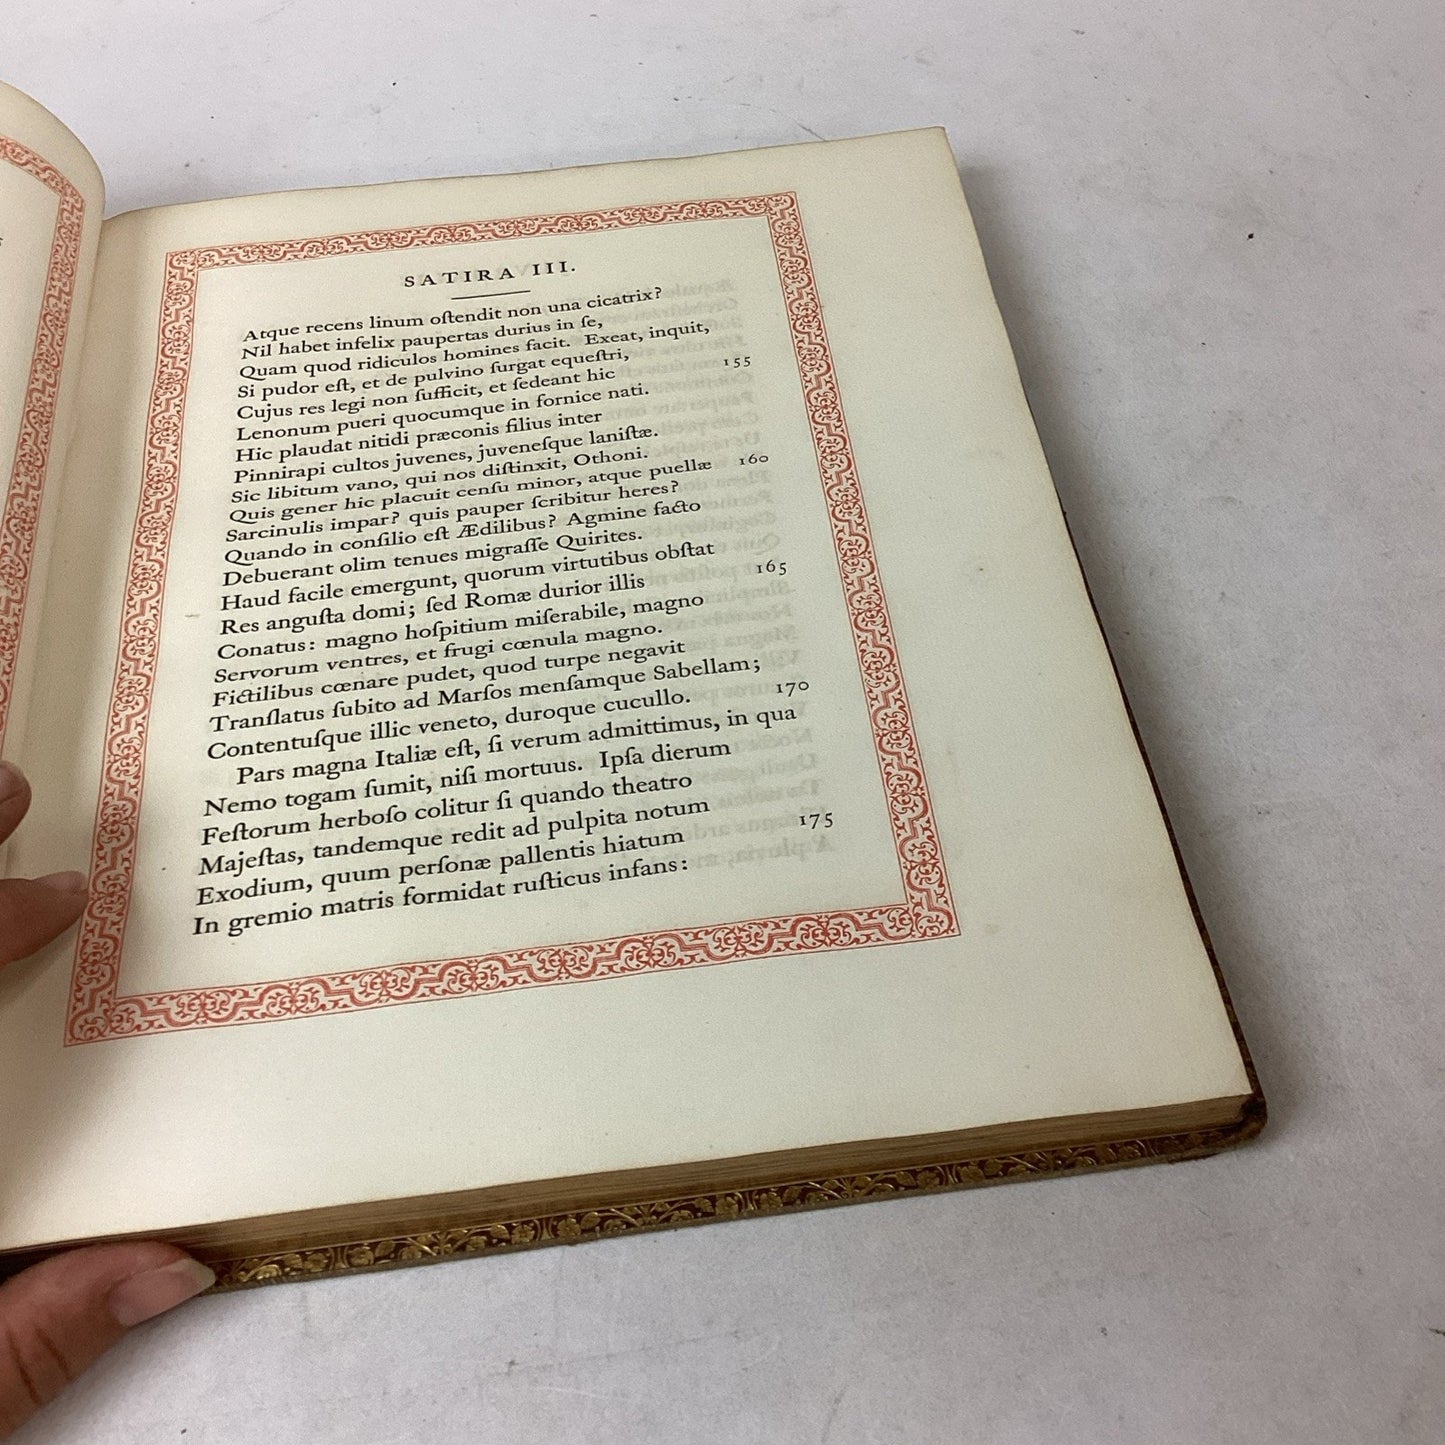 SATIRA III.
Atque recens linum oſtendit non una cicatrix?
Nil habet infelix paupertas durius in ſe,
Quam quod ridiculos homines facit. Exeat, inquit,
Si pudor eſt, et de pulvino ſurgat equeſtri,
Cujus res legi non ſufficit, et ſedeant hic 155
Lenonum pueri quocumque in fornice nati.
Hic plaudat nitidi præconis filius inter
Pinnirapi cultos juvenes, juveneſque laniſtæ.
Sic libitum vano, qui nos diſtinxit, Othoni.
Quis gener hic placuit cenſu minor, atque puellæ 160
Sarcinulis impar? quis pauper ſcribitur heres?
Quando in conſilio eſt Ædilibus? Agmine facto
Debuerant olim tenues migraſſe Quirites.
Haud facile emergunt, quorum virtutibus obſtat
Res anguſta domi; ſed Romæ durior illis 165
Conatus: magno hoſpitium miſerabile, magno
Servorum ventres, et frugi cœnula magno.
Fictilibus cœnare pudet, quod turpe negavit
Tranſlatus ſubito ad Marſos menſamque Sabellam;
Contentuſque illic veneto, duroque cucullo. 170
Pars magna Italiæ eſt, ſi verum admittimus, in qua
Nemo togam ſumit, niſi mortuus. Ipſa dierum
Feſtorum herboſo colitur ſi quando theatro
Majeſtas, tandemque redit ad pulpita notum
Exodium, quum perſonæ pallentis hiatum 175
In gremio matris formidat ruſticus infans: